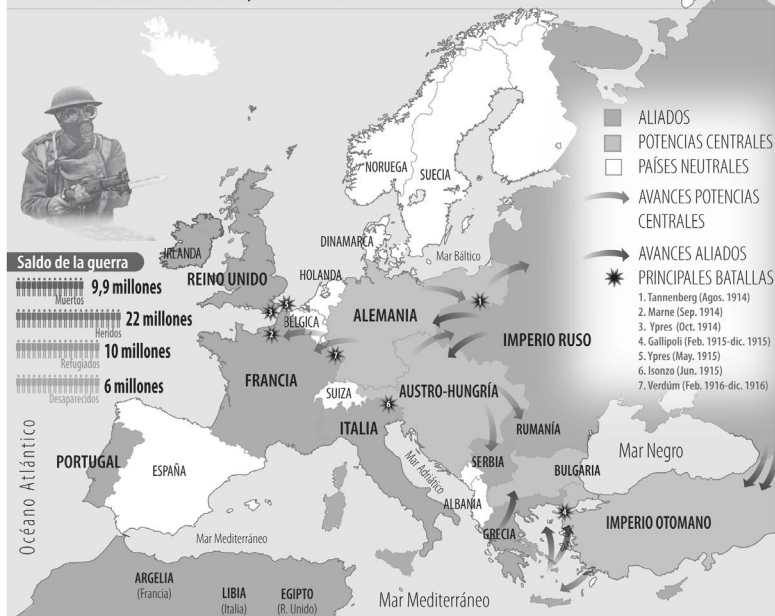 ALIADOS
POTENCIAS CENTRALES
PAÍSES NEUTRALES
AVANCES POTENCIAS
CENTRALES
AVANCES ALIADOS
PRINCIPALES BATALLAS
1. Tannenberg (Agos. 1914)
2. Marne (Sep. 1914)
3. Ypres (Oct. 1914)
4. Gallipoli (Feb. 1915-dic. 1915)
5. Ypres (May. 1915)
6. Isonzo (Jun. 1915)
7. Verdúm (Feb. 1916-dic. 1916)
Saldo de la guerra
9,9 millones
Muertos
22 millones
Heridos
10 millones
Refugiados
6 millones
Desaparecidos
NORUEGA
SUECIA
DINAMARCA
Mar Báltico
IRLANDA
REINO UNIDO
HOLANDA
BÉLGICA
ALEMANIA
IMPERIO RUSO
FRANCIA
SUIZA
AUSTRO-HUNGRÍA
ITALIA
RUMANÍA
Mar Negro
Océano Atlántico
PORTUGAL
ESPAÑA
Mar Adriático
SERBIA
BULGARIA
ALBANIA
GRECIA
IMPERIO OTOMANO
Mar Mediterráneo
ARGELIA
(Francia)
LIBIA
(Italia)
EGIPTO
(R. Unido)
Mar Mediterráneo
1
7
6